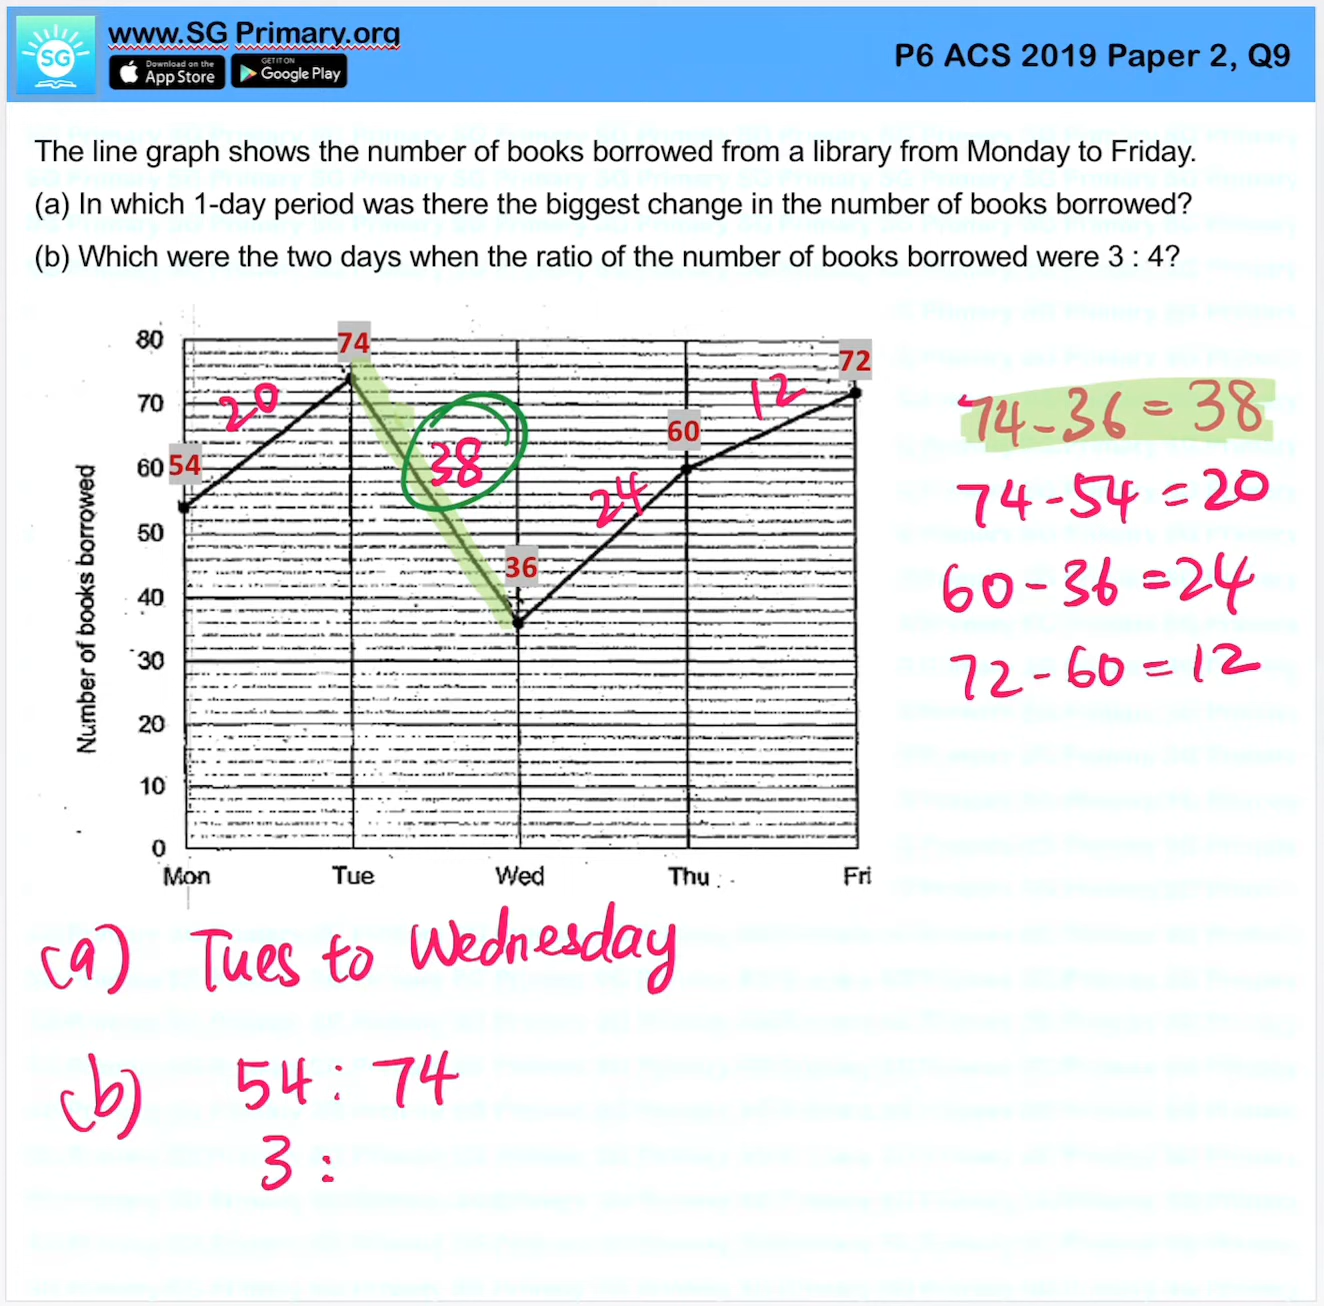 www.SG Primary.org
SG
Download on the
App Store
GET IT ON
Google Play
P6 ACS 2019 Paper 2, Q9
The line graph shows the number of books borrowed from a library from Monday to Friday.
(a) In which 1-day period was there the biggest change in the number of books borrowed?
(b) Which were the two days when the ratio of the number of books borrowed were 3 : 4?
Number of books borrowed
80
70
60
50
40
30
20
10
0
Mon Tue Wed Thu Fri
54
74
36
60
72
20
38
24
12
74-36 = 38
74-54 =20
60-36 =24
72-60 =12
(a) Tues to Wednesday
(b) 54: 74
3 :